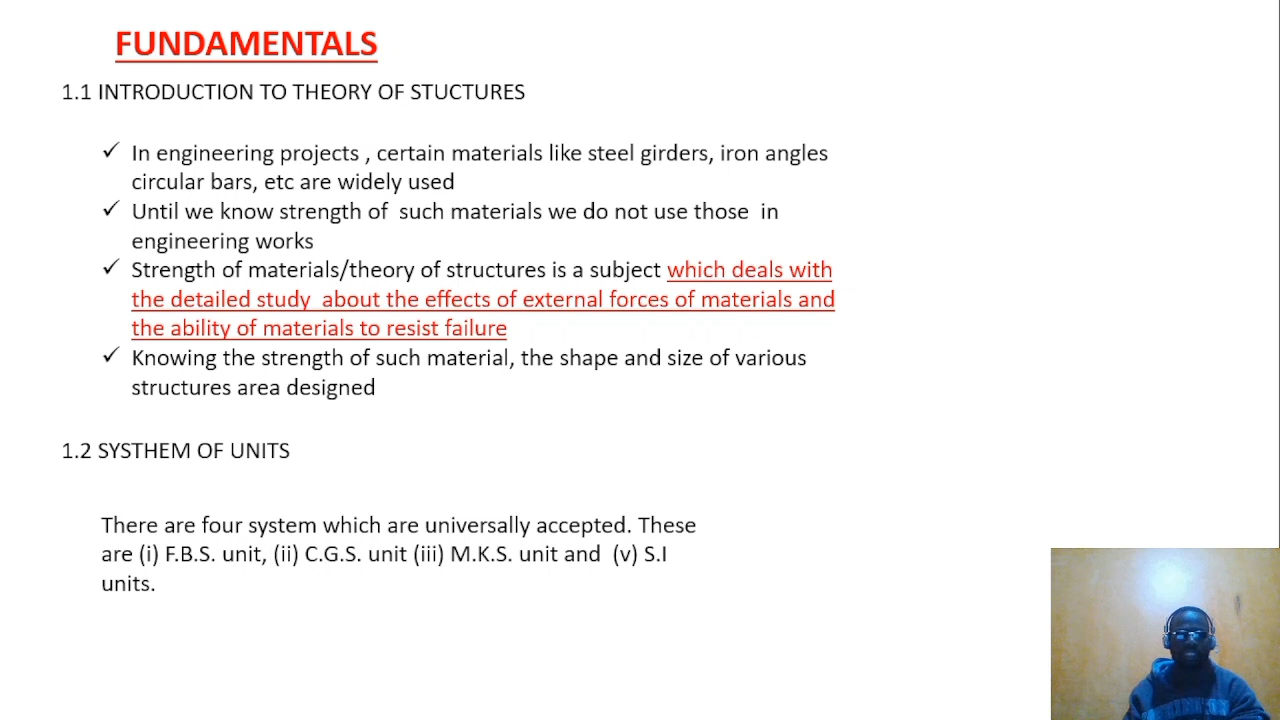 FUNDAMENTALS
1.1 INTRODUCTION TO THEORY OF STUCTURES
✓ In engineering projects , certain materials like steel girders, iron angles
circular bars, etc are widely used
✓ Until we know strength of such materials we do not use those in
engineering works
✓ Strength of materials/theory of structures is a subject which deals with
the detailed study about the effects of external forces of materials and
the ability of materials to resist failure
✓ Knowing the strength of such material, the shape and size of various
structures area designed
1.2 SYSTHEM OF UNITS
There are four system which are universally accepted. These
are (i) F.B.S. unit, (ii) C.G.S. unit (iii) M.K.S. unit and (v) S.I
units.